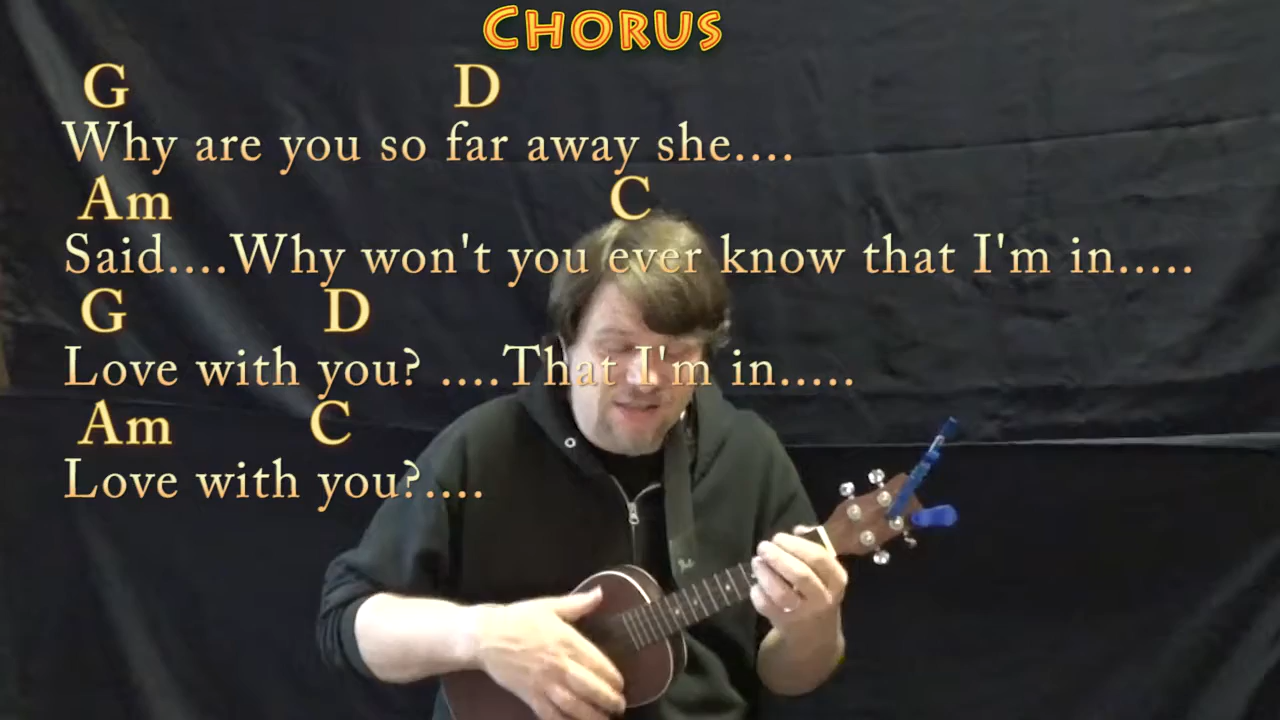 CHORUS
G D
Why are you so far away she....
Am C
Said....Why won't you ever know that I'm in.....
G D
Love with you? ....That I'm in.....
Am C
Love with you?....